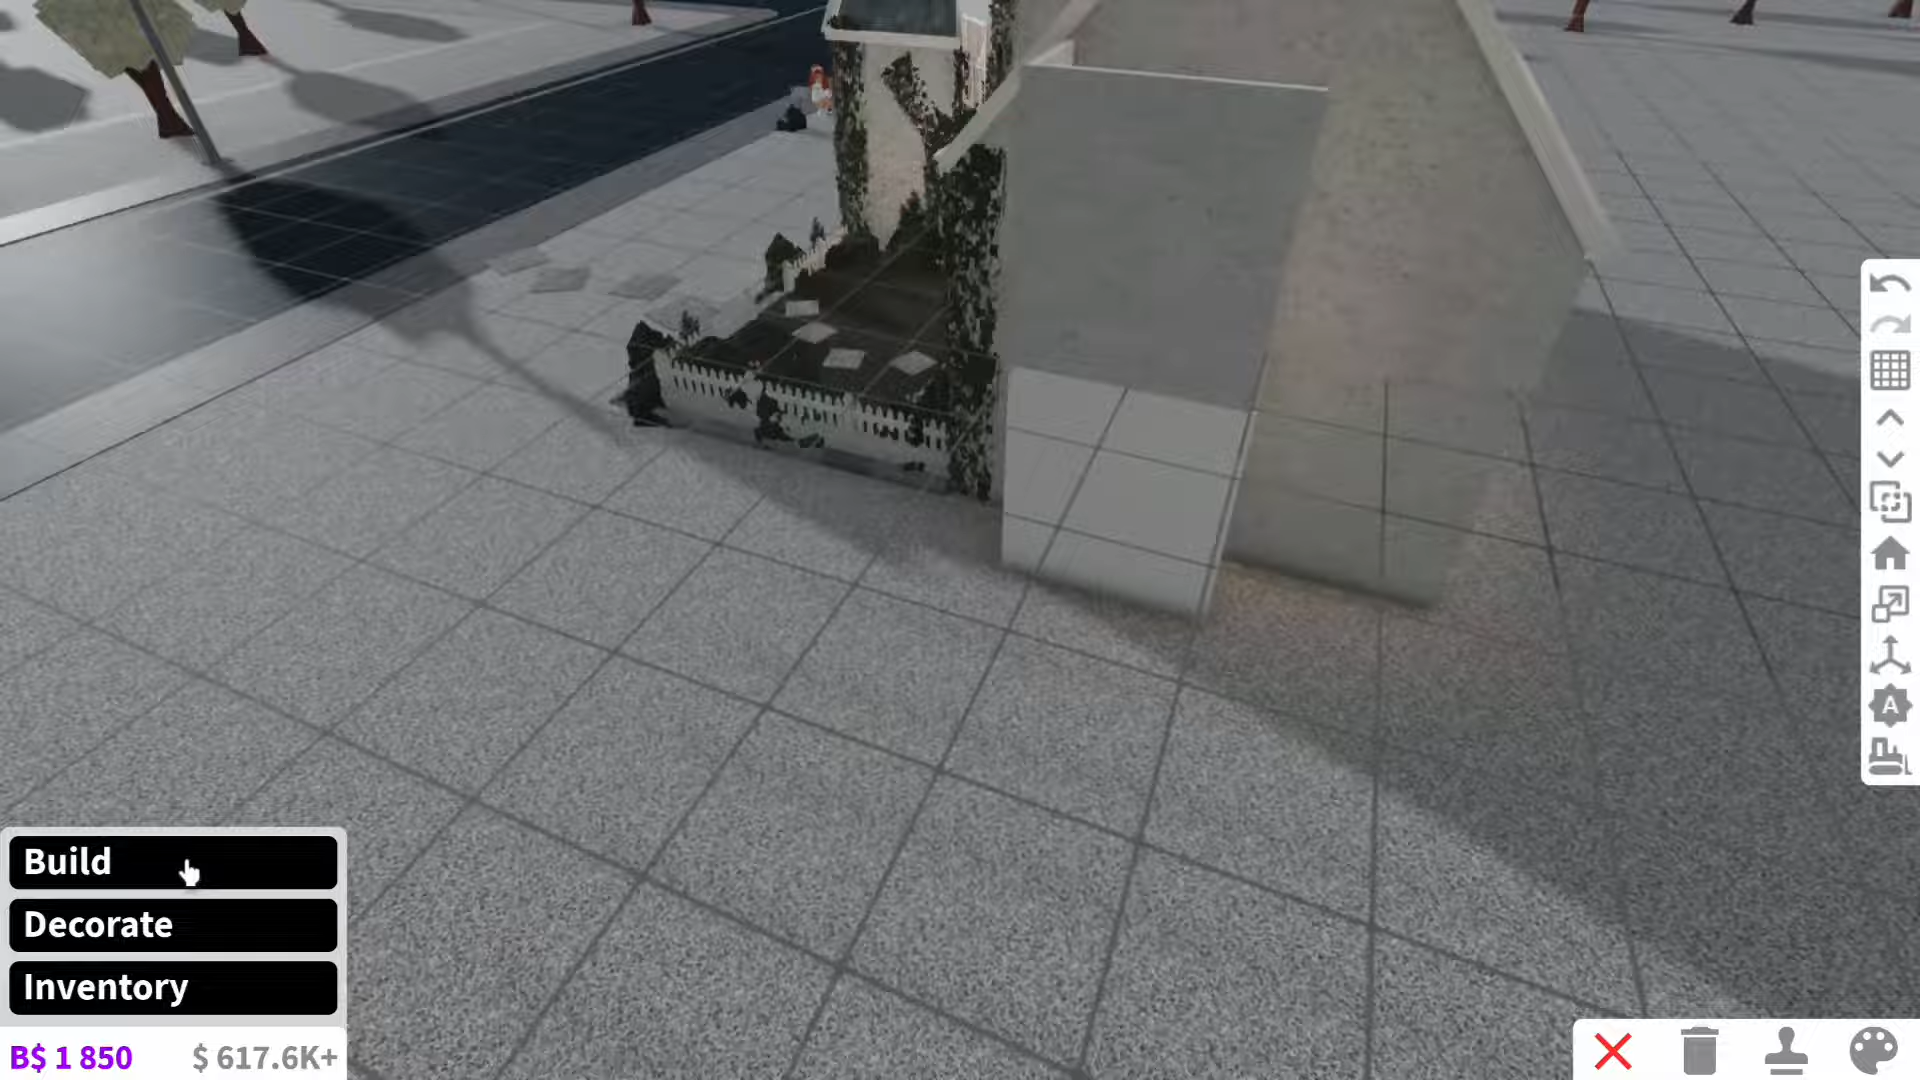 A
Build
Decorate
Inventory
B$ 1 850 $ 617.6K+